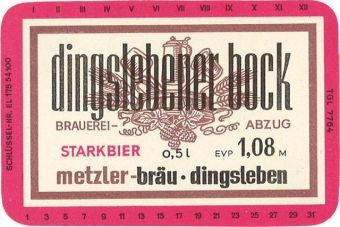 I II III IV V VI VII VIII IX X XI XII
dingslebener bock
BRAUEREI- ABZUG
STARKBIER 0,5 l EVP 1,08 M
metzler-bräu · dingsleben
1 3 5 7 9 11 13 15 17 19 21 23 25 27 29 31
SCHLÜSSEL-NR. EL 178 54 100
TGL 7764